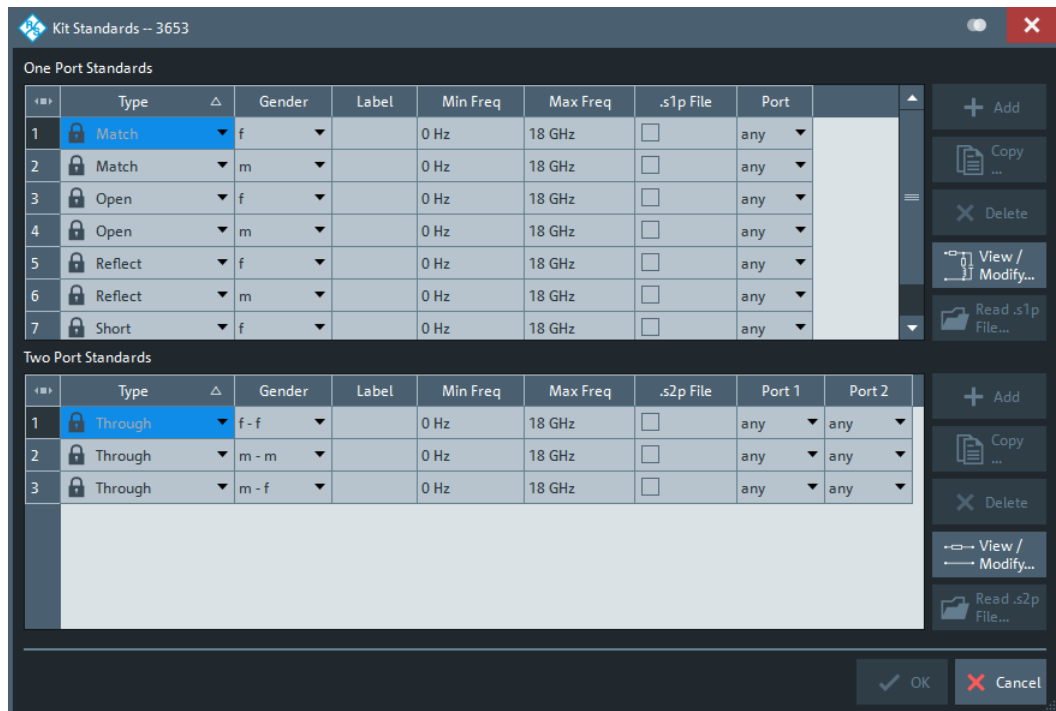 Kit Standards -- 3653
One Port Standards
Type Gender Label Min Freq Max Freq .s1p File Port
1 Match f 0 Hz 18 GHz any
2 Match m 0 Hz 18 GHz any
3 Open f 0 Hz 18 GHz any
4 Open m 0 Hz 18 GHz any
5 Reflect f 0 Hz 18 GHz any
6 Reflect m 0 Hz 18 GHz any
7 Short f 0 Hz 18 GHz any
Add
Copy
...
Delete
View /
Modify...
Read .s1p
File...
Two Port Standards
Type Gender Label Min Freq Max Freq .s2p File Port 1 Port 2
1 Through f - f 0 Hz 18 GHz any any
2 Through m - m 0 Hz 18 GHz any any
3 Through m - f 0 Hz 18 GHz any any
Add
Copy
...
Delete
View /
Modify...
Read .s2p
File...
OK Cancel